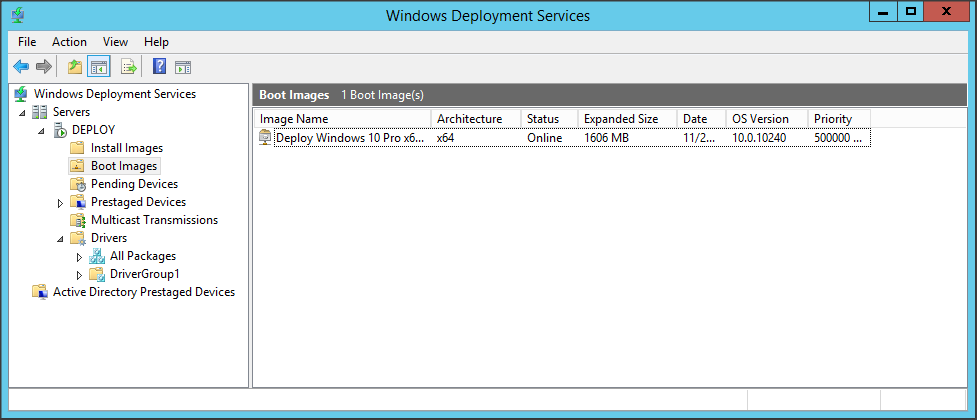 Windows Deployment Services
File Action View Help
Windows Deployment Services
Servers
DEPLOY
Install Images
Boot Images
Pending Devices
Prestaged Devices
Multicast Transmissions
Drivers
All Packages
DriverGroup1
Active Directory Prestaged Devices
Boot Images 1 Boot Image(s)
Image Name Architecture Status Expanded Size Date OS Version Priority
Deploy Windows 10 Pro x6... x64 Online 1606 MB 11/2... 10.0.10240 500000 ...